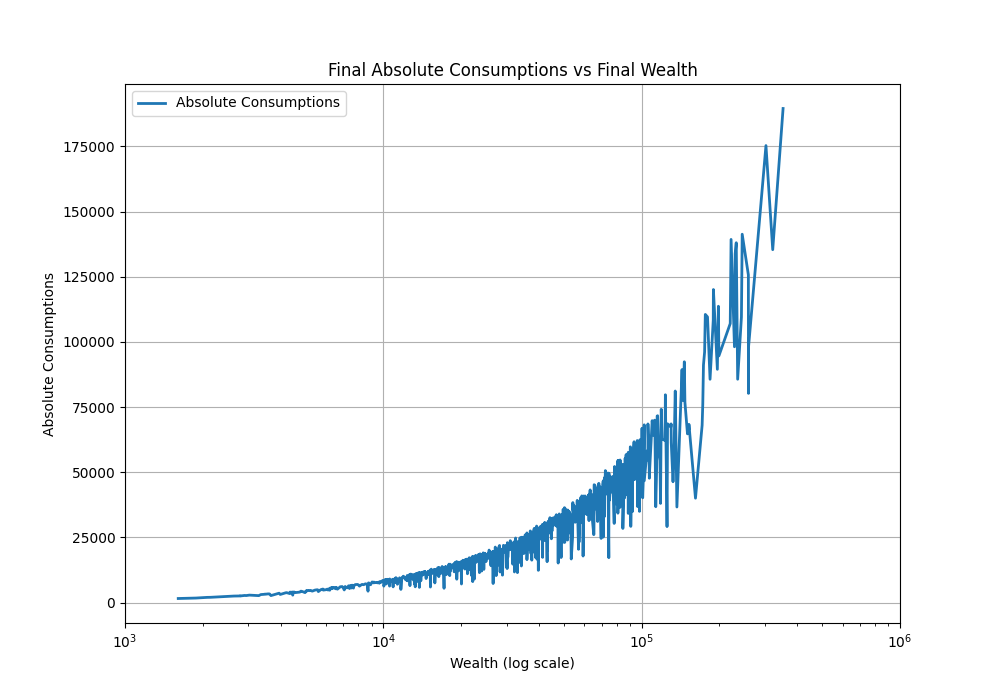 Final Absolute Consumptions vs Final Wealth
Absolute Consumptions
175000
150000
125000
100000
75000
50000
25000
0
Absolute Consumptions
10³ 10⁴ 10⁵ 10⁶
Wealth (log scale)